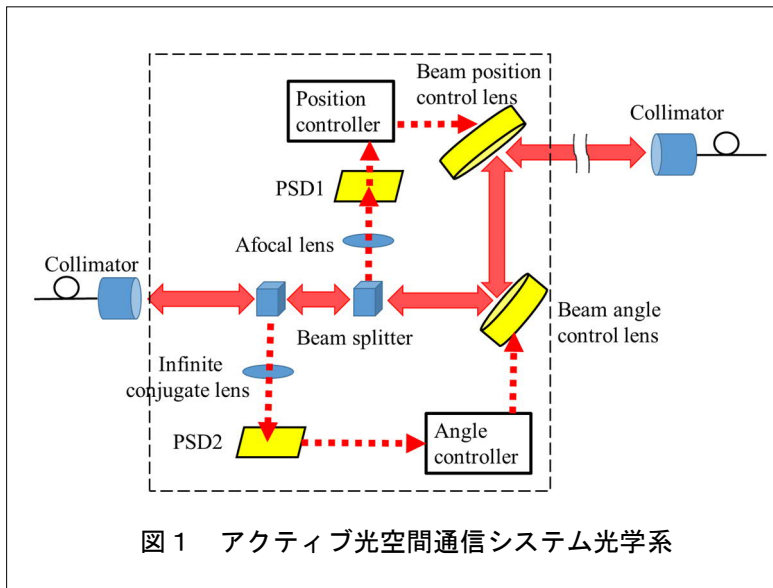 Beam position
control lens
Position
controller
Collimator
PSD1
Afocal lens
Collimator
Beam splitter
Beam angle
control lens
Infinite
conjugate lens
PSD2
Angle
controller
図１　アクティブ光空間通信システム光学系